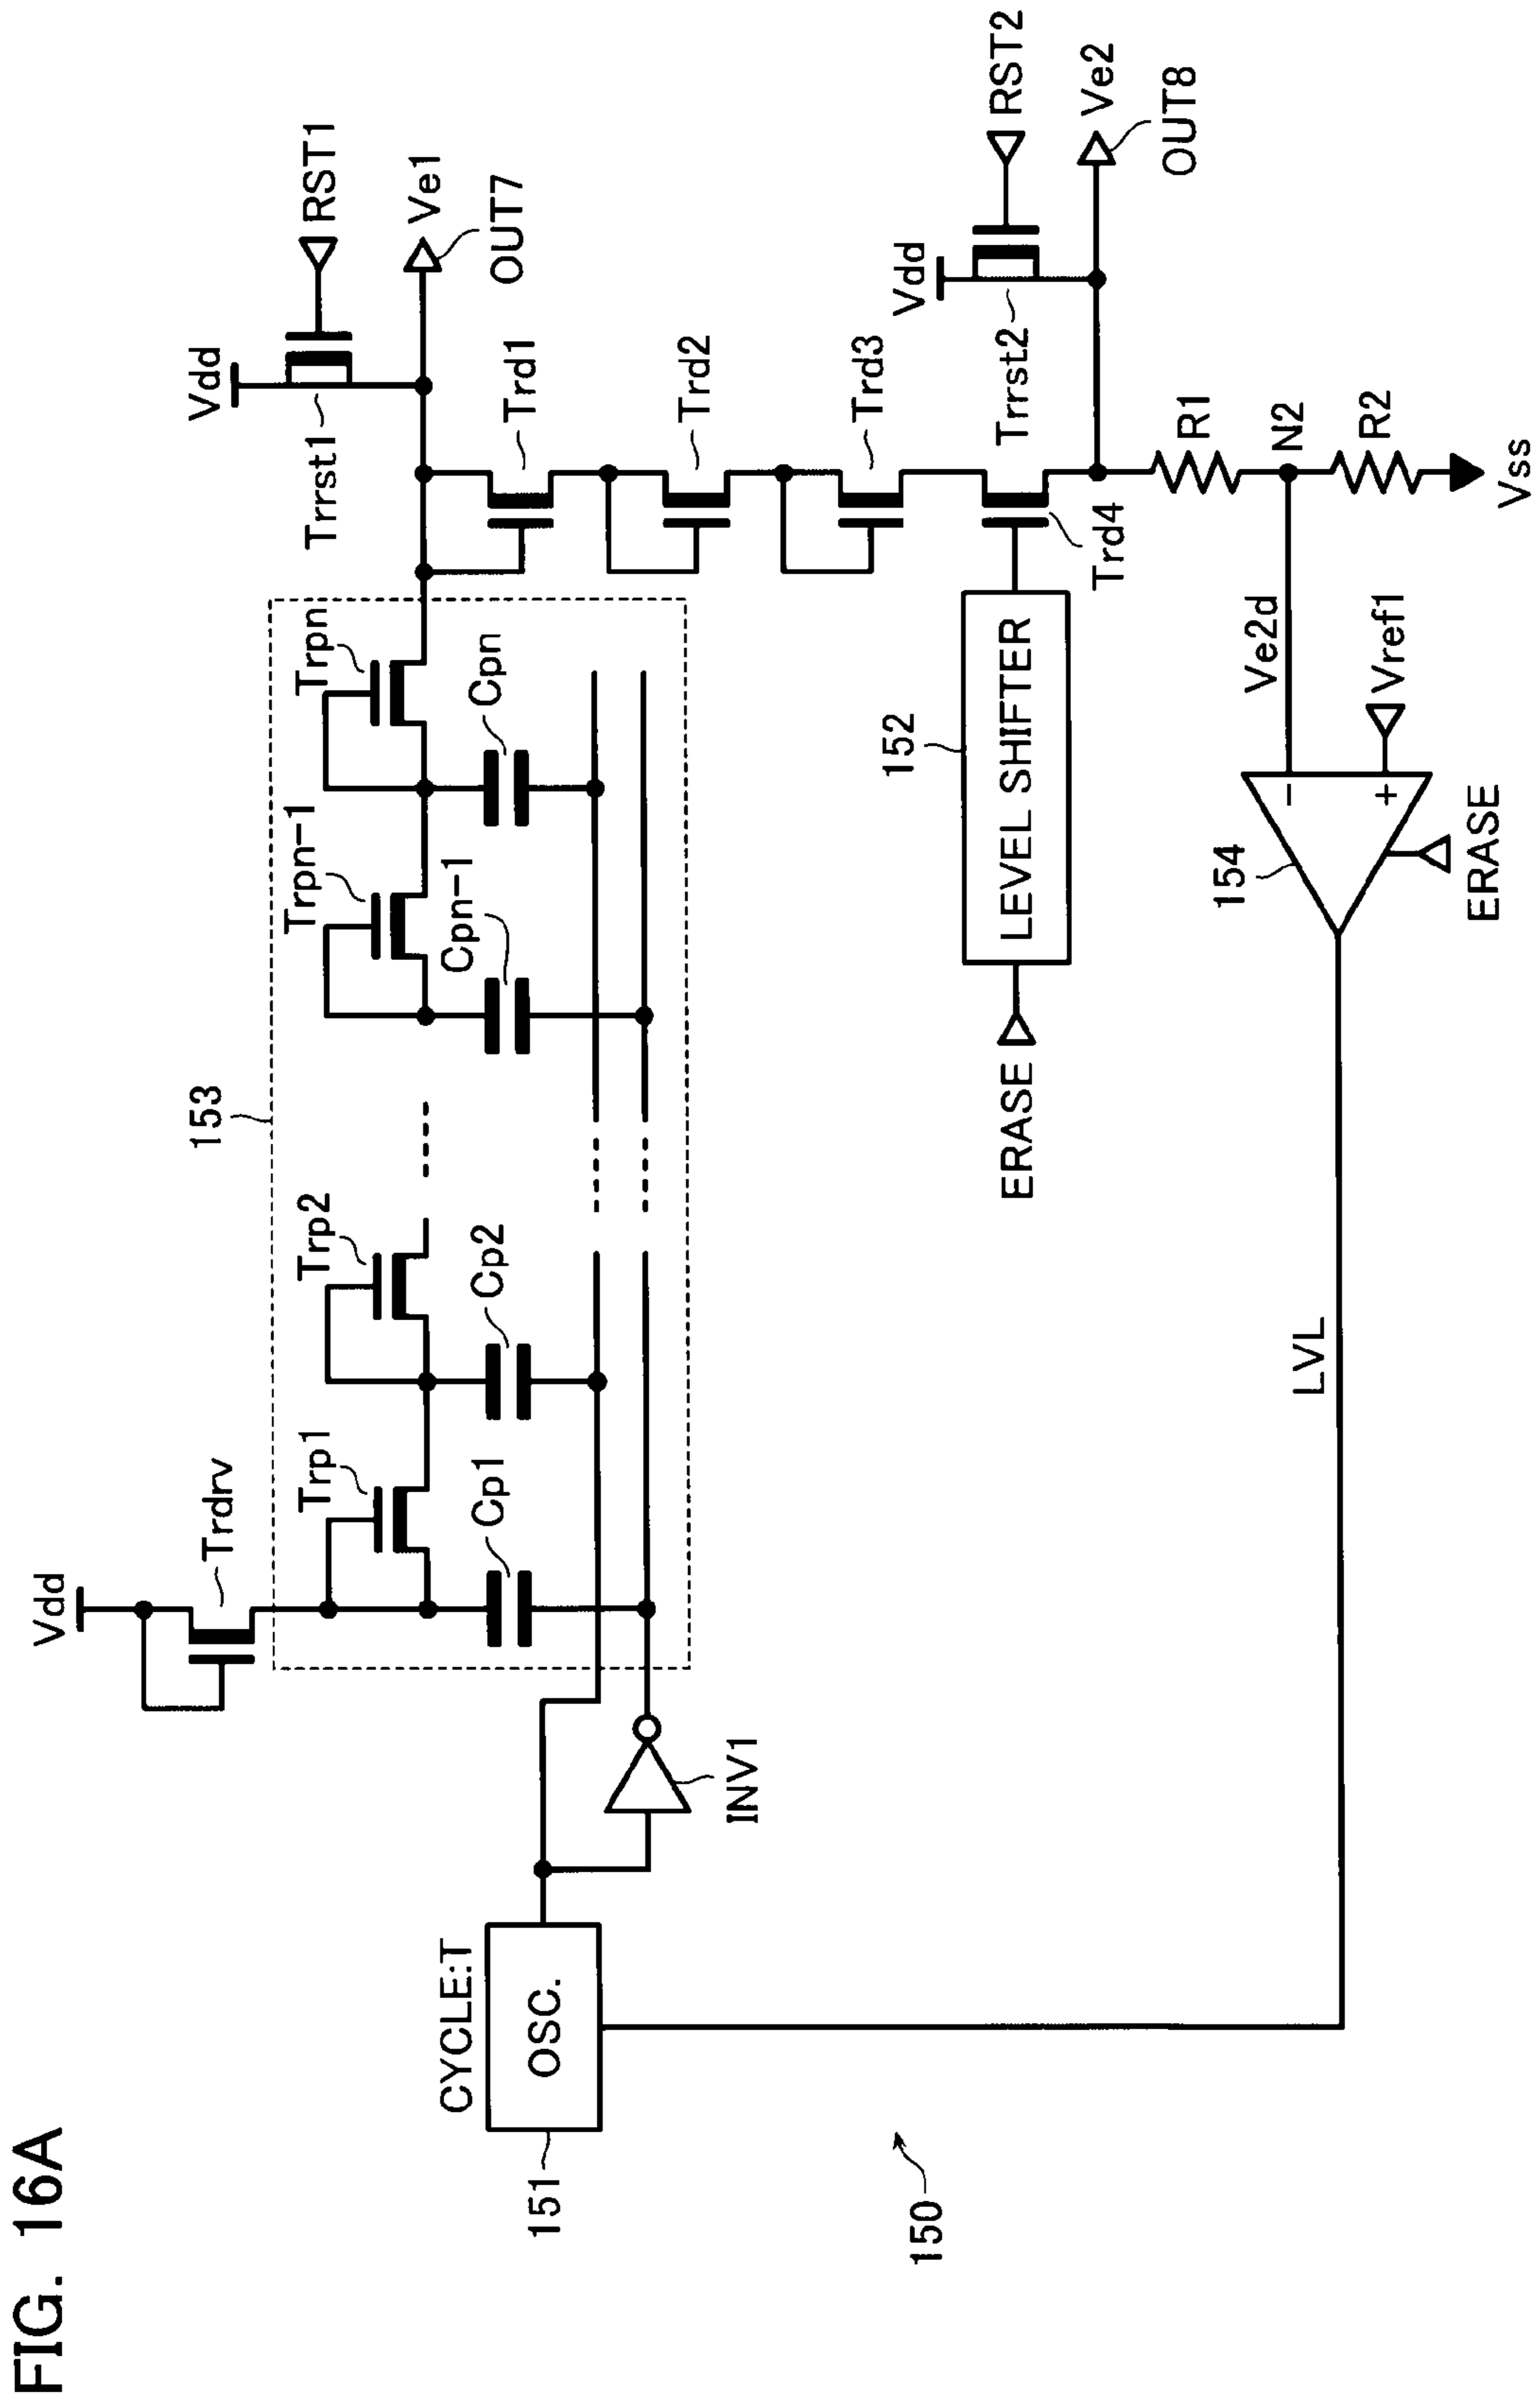 FIG. 16A
Vdd
Trdrv
153
Trp1
Trp2
Trpn-1
Trpn
Cp1
Cp2
Cpn-1
Cpn
Vdd
Trrst1
RST1
Ve1
OUT7
CYCLE:T
OSC.
151
INV1
Trd1
Trd2
Trd3
Trd4
152
LEVEL SHIFTER
ERASE
Vdd
Trrst2
RST2
Ve2
OUT8
150
R1
N2
R2
Vss
Ve2d
Vref1
-
+
154
ERASE
LVL